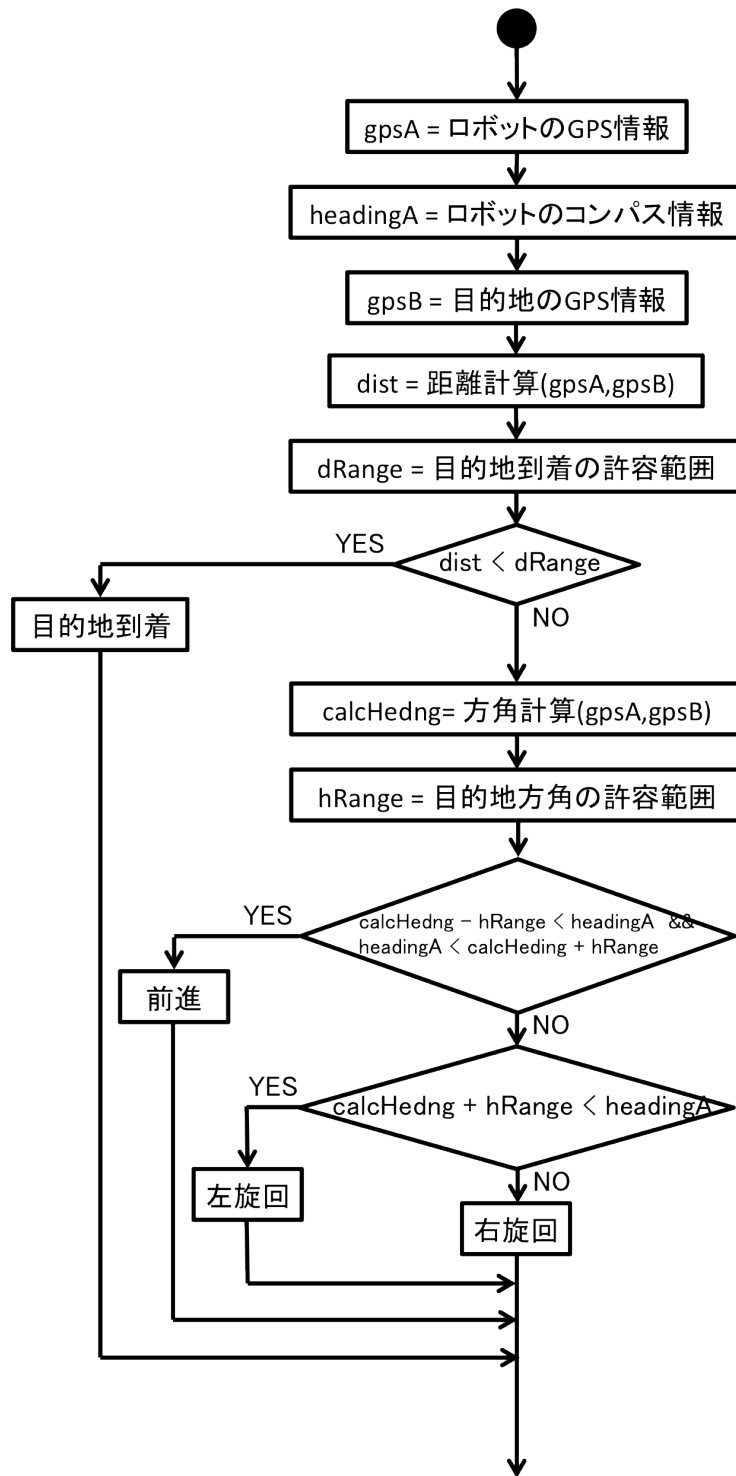 gpsA = ロボットのGPS情報
headingA = ロボットのコンパス情報
gpsB = 目的地のGPS情報
dist = 距離計算(gpsA,gpsB)
dRange = 目的地到着の許容範囲
YES
dist < dRange
目的地到着
NO
calcHedng= 方角計算(gpsA,gpsB)
hRange = 目的地方角の許容範囲
YES
calcHedng - hRange < headingA &&
headingA < calcHeding + hRange
前進
NO
YES
calcHedng + hRange < headingA
左旋回
NO
右旋回